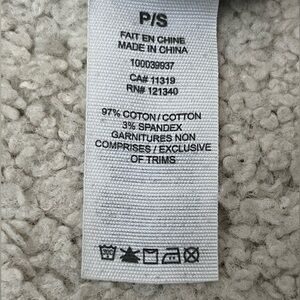 P/S
FAIT EN CHINE
MADE IN CHINA
100039937
CA# 11319
RN# 121340
97% COTON / COTTON
3% SPANDEX
GARNITURES NON
COMPRISES / EXCLUSIVE
OF TRIMS